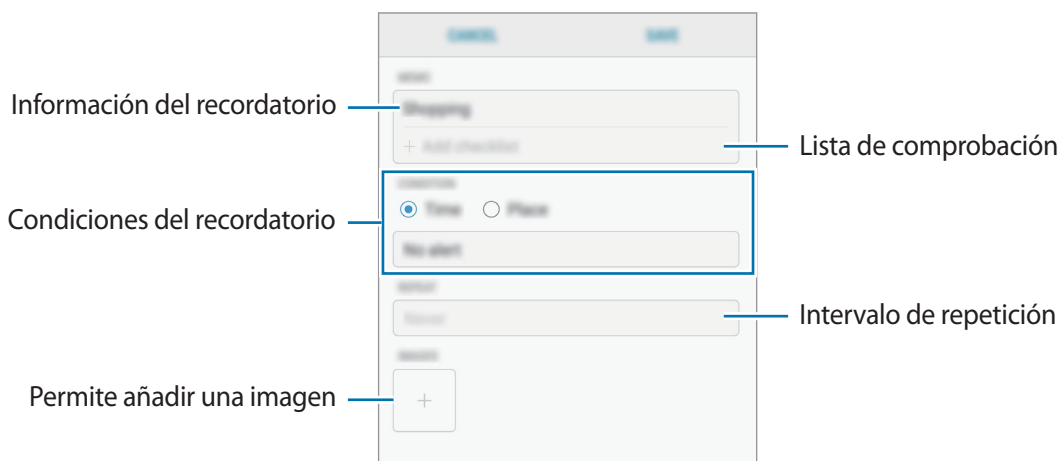 CANCEL
SAVE
MEMO
Información del recordatorio
Shopping
+ Add checklist
Lista de comprobación
CONDITION
Condiciones del recordatorio
Time
Place
No alert
REPEAT
Never
Intervalo de repetición
IMAGES
Permite añadir una imagen
+